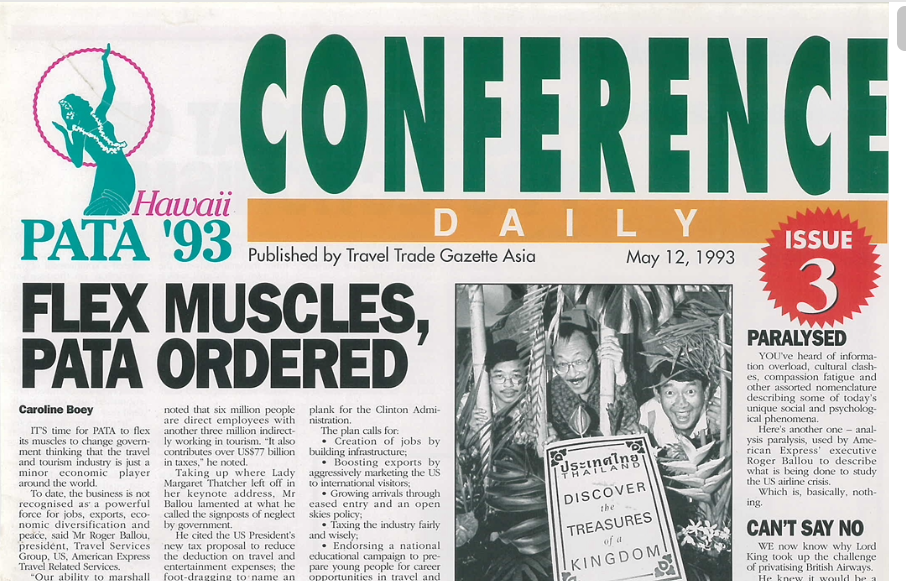 Hawaii
PATA '93
CONFERENCE
DAILY
Published by Travel Trade Gazette Asia
May 12, 1993
ISSUE
3
FLEX MUSCLES,
PATA ORDERED
Caroline Boey
IT'S time for PATA to flex
its muscles to change govern-
ment thinking that the travel
and tourism industry is just a
minor economic player
around the world.
To date, the business is not
recognised as a powerful
force for jobs, exports, eco-
nomic diversification and
peace, said Mr Roger Ballou,
president, Travel Services
Group, US, American Express
Travel Related Services.
"Our ability to marshall
noted that six million people
are direct employees with
another three million indirect-
ly working in tourism. "It also
contributes over US$77 billion
in taxes," he noted.
Taking up where Lady
Margaret Thatcher left off in
her keynote address, Mr
Ballou lamented at what he
called the signposts of neglect
by government.
He cited the US President's
new tax proposal to reduce
the deduction on travel and
entertainment expenses; the
foot-dragging to name an
plank for the Clinton Admi-
nistration.
The plan calls for:
• Creation of jobs by
building infrastructure;
• Boosting exports by
aggressively marketing the US
to international visitors;
• Growing arrivals through
eased entry and an open
skies policy;
• Taxing the industry fairly
and wisely;
• Endorsing a national
educational campaign to pre-
pare young people for career
opportunities in travel and
ประเทศไทย
THAILAND
DISCOVER
the
TREASURES
of
a
KINGDOM
PARALYSED
YOU've heard of informa-
tion overload, cultural clash-
es, compassion fatigue and
other assorted nomenclature
describing some of today's
unique social and psycholog-
ical phenomena.
Here's another one – anal-
ysis paralysis, used by Ame-
rican Express' executive
Roger Ballou to describe
what is being done to study
the US airline crisis.
Which is, basically, noth-
ing.
CAN'T SAY NO
WE now know why Lord
King took up the challenge
of privatising British Airways.
He knew it would be a